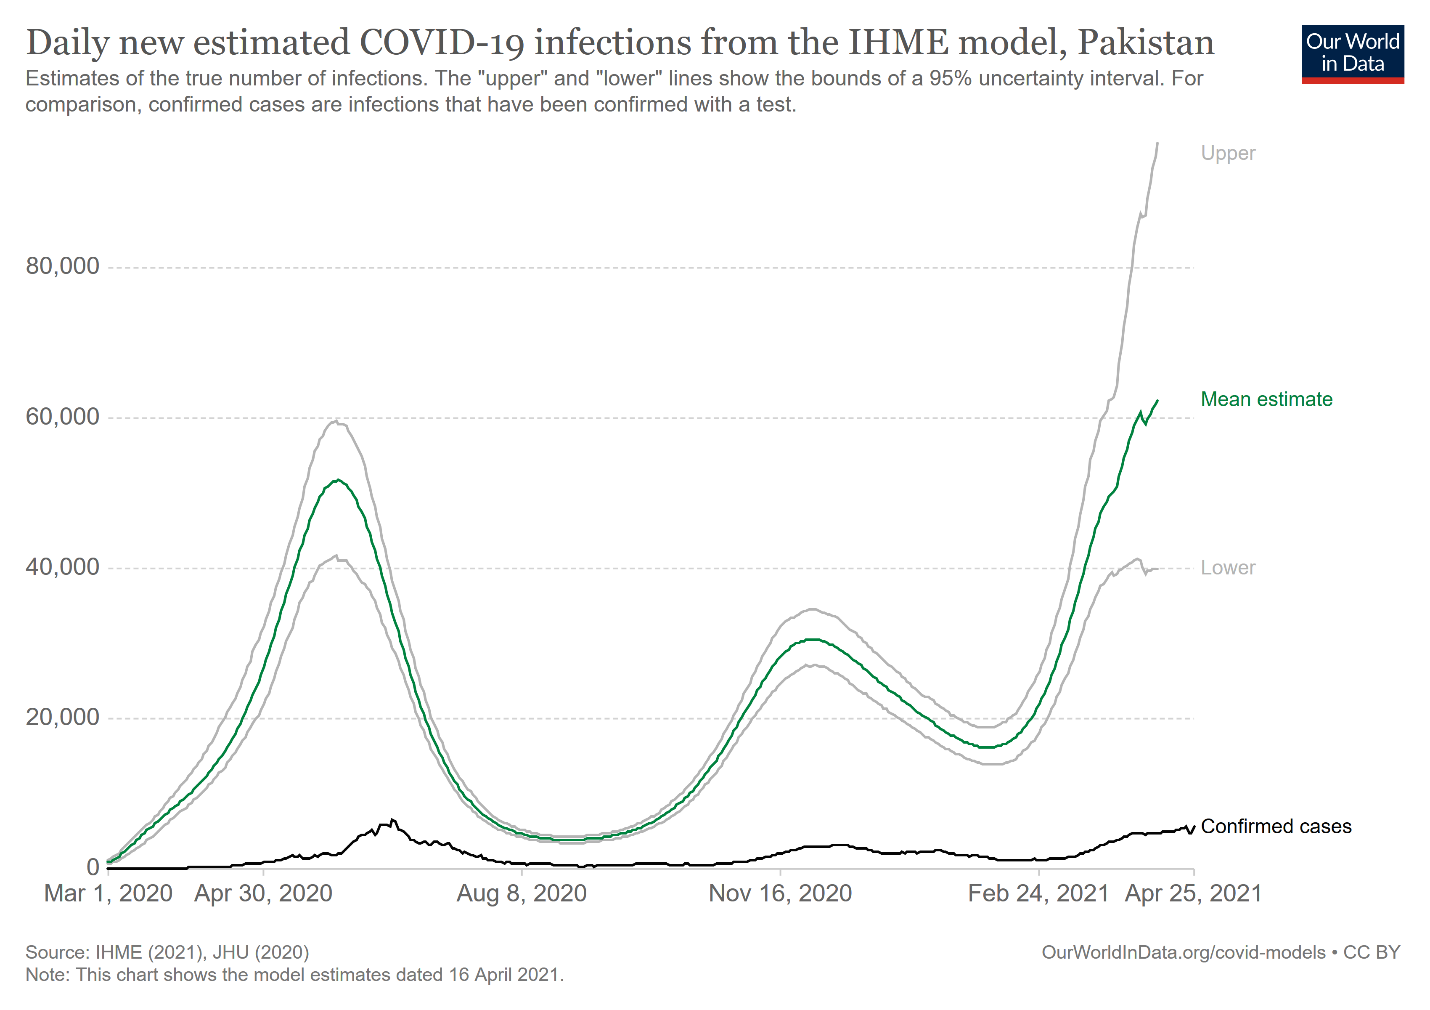 Daily new estimated COVID-19 infections from the IHME model, Pakistan
Our World
in Data
Estimates of the true number of infections. The "upper" and "lower" lines show the bounds of a 95% uncertainty interval. For
comparison, confirmed cases are infections that have been confirmed with a test.
Upper
80,000
60,000
Mean estimate
40,000
Lower
20,000
Confirmed cases
0
Mar 1, 2020
Apr 30, 2020
Aug 8, 2020
Nov 16, 2020
Feb 24, 2021
Apr 25, 2021
Source: IHME (2021), JHU (2020)
OurWorldInData.org/covid-models • CC BY
Note: This chart shows the model estimates dated 16 April 2021.